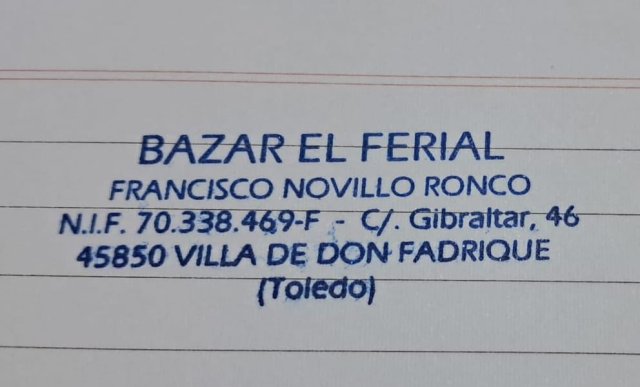 BAZAR EL FERIAL
FRANCISCO NOVILLO RONCO
N.I.F. 70.338.469-F - C/. Gibraltar, 46
45850 VILLA DE DON FADRIQUE
(Toledo)